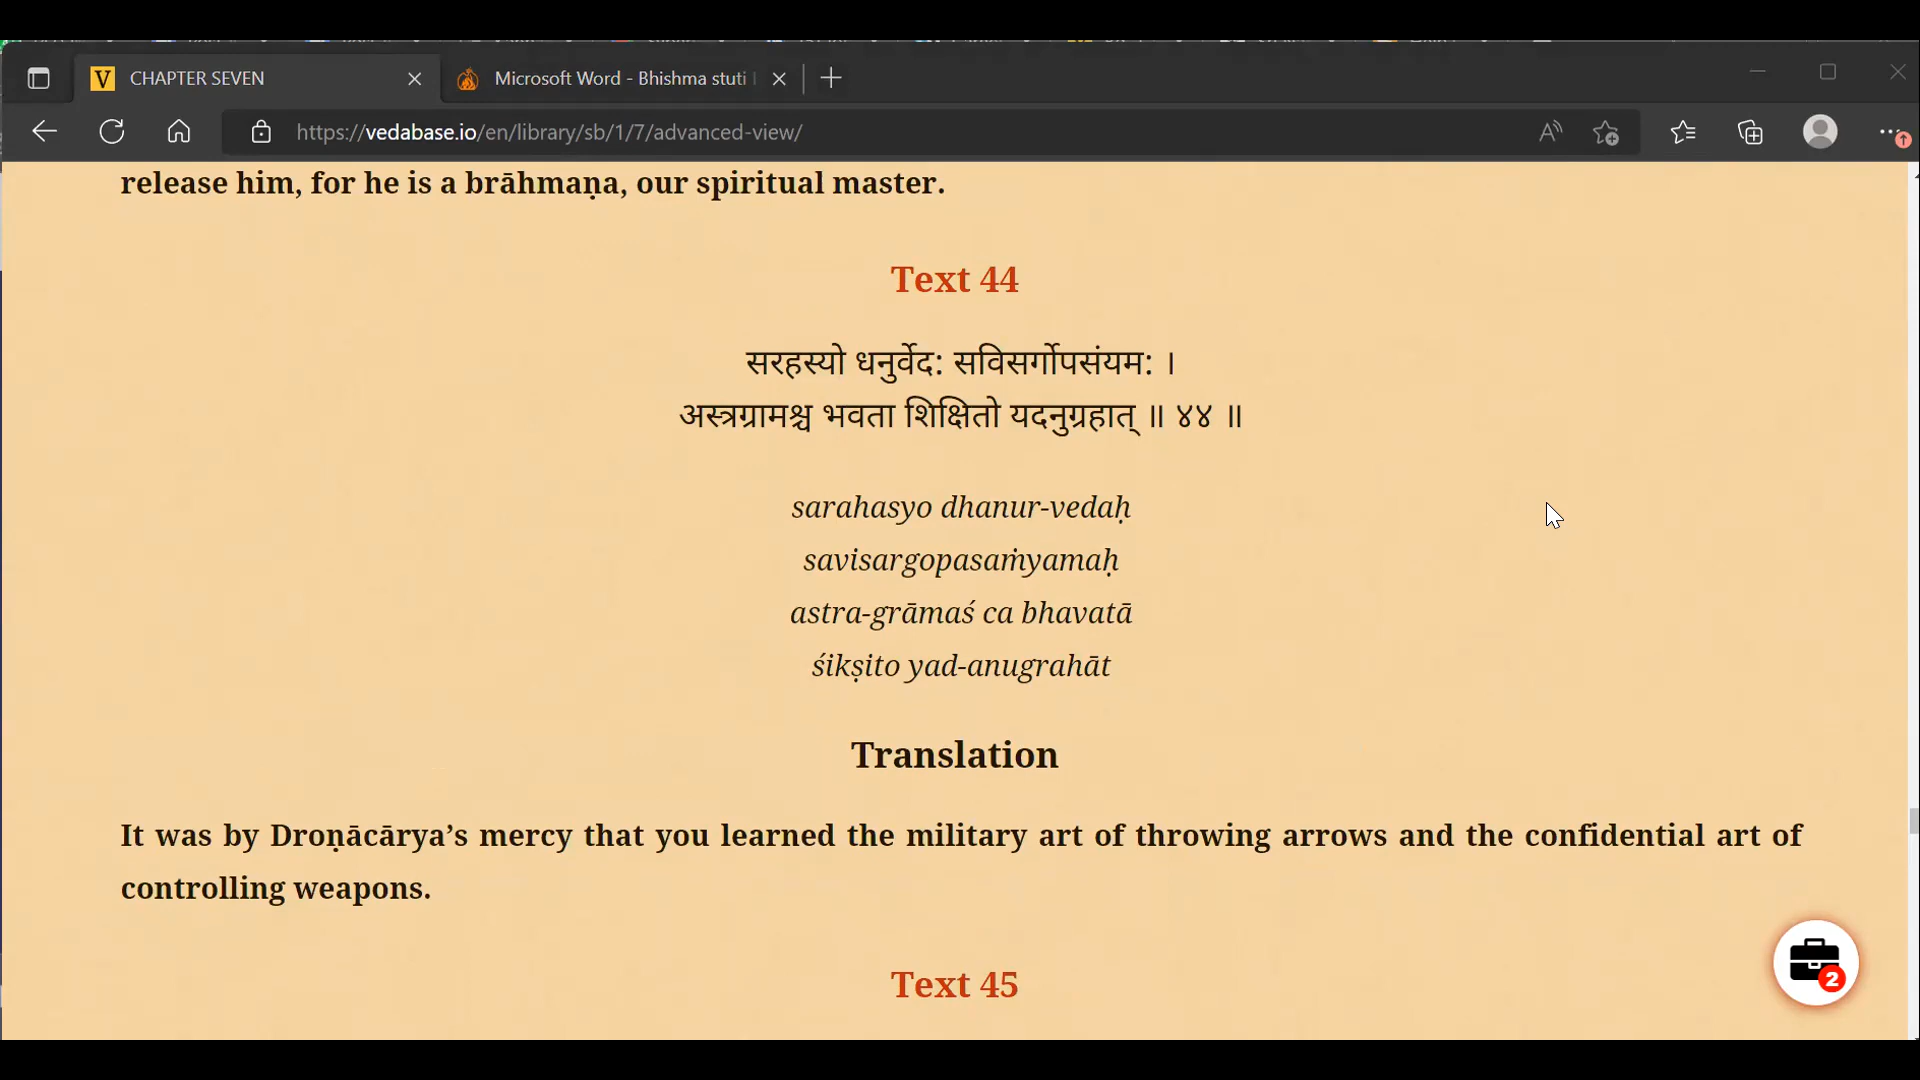 CHAPTER SEVEN
Microsoft Word - Bhishma stuti
https://vedabase.io/en/library/sb/1/7/advanced-view/
release him, for he is a brāhmaṇa, our spiritual master.
Text 44
सरहस्यो धनुर्वेद: सविसर्गोपसंयम: ।
अस्त्रग्रामश्च भवता शिक्षितो यदनुग्रहात् ॥ ४४ ॥
sarahasyo dhanur-vedaḥ
savisargopasaṁyamaḥ
astra-grāmaś ca bhavatā
śikṣito yad-anugrahāt
Translation
It was by Droṇācārya’s mercy that you learned the military art of throwing arrows and the confidential art of
controlling weapons.
2
Text 45